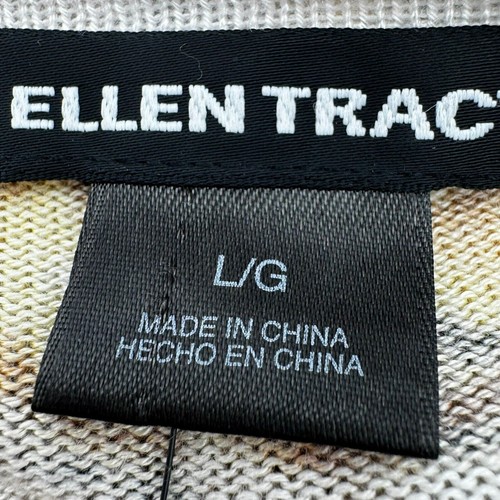 ELLEN TRAC
L/G
MADE IN CHINA
HECHO EN CHINA